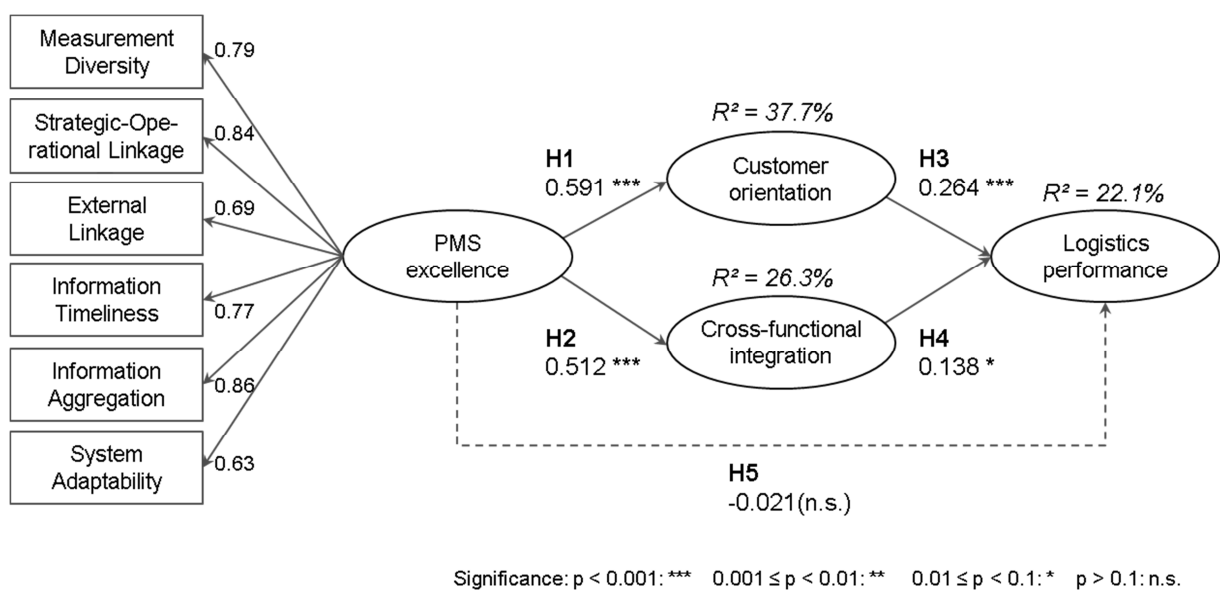 Measurement
Diversity
0.79
Strategic-Ope-
rational Linkage
0.84
External
Linkage
0.69
Information
Timeliness
0.77
Information
Aggregation
0.86
System
Adaptability
0.63
PMS
excellence
H1
0.591 ***
H2
0.512 ***
R² = 37.7%
Customer
orientation
R² = 26.3%
Cross-functional
integration
H3
0.264 ***
H4
0.138 *
R² = 22.1%
Logistics
performance
H5
-0.021(n.s.)
Significance: p < 0.001: *** 0.001 ≤ p < 0.01: ** 0.01 ≤ p < 0.1: * p > 0.1: n.s.